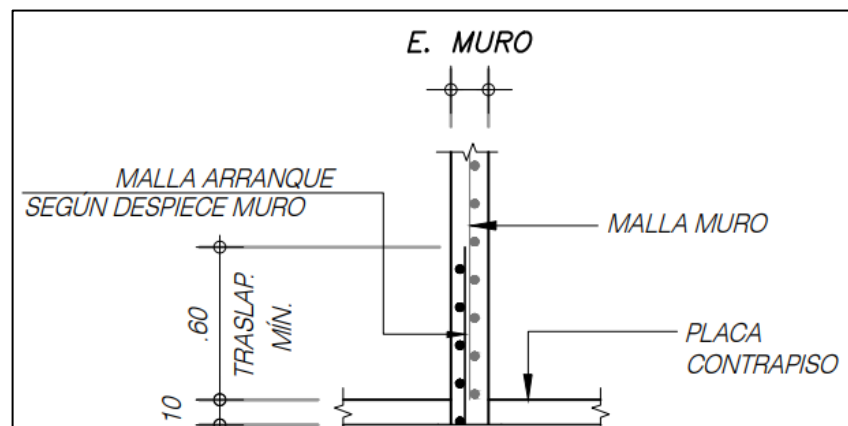 E. MURO
MALLA ARRANQUE
SEGÚN DESPIECE MURO
MALLA MURO
.60
TRASLAP.
MÍN.
PLACA
CONTRAPISO
10